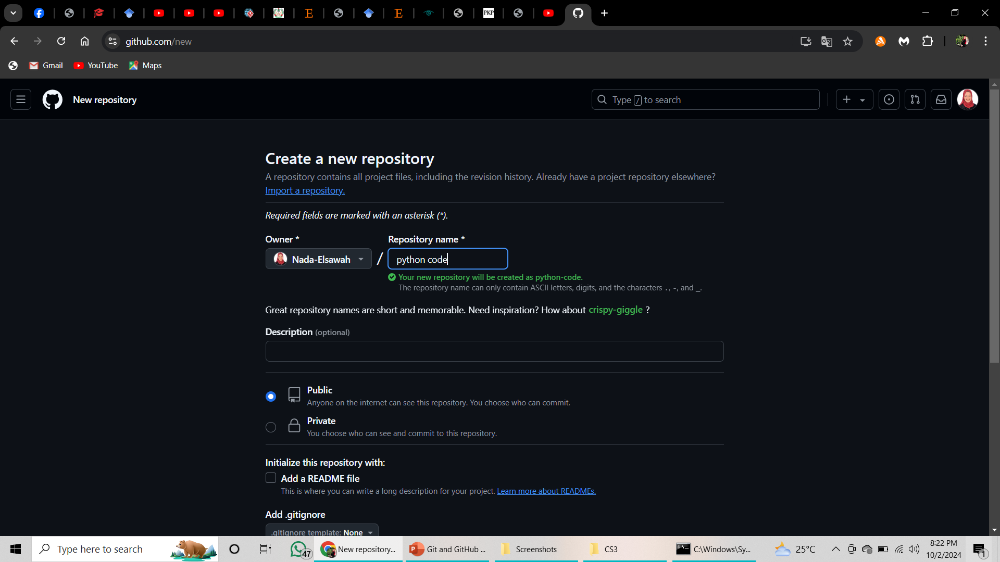 E
E
PKP
github.com/new
Gmail
YouTube
Maps
New repository
Type / to search
Create a new repository
A repository contains all project files, including the revision history. Already have a project repository elsewhere?
Import a repository.
Required fields are marked with an asterisk (*).
Owner *
Repository name *
Nada-Elsawah
/
python code
Your new repository will be created as python-code.
The repository name can only contain ASCII letters, digits, and the characters ., -, and _.
Great repository names are short and memorable. Need inspiration? How about crispy-giggle ?
Description (optional)
Public
Anyone on the internet can see this repository. You choose who can commit.
Private
You choose who can see and commit to this repository.
Initialize this repository with:
Add a README file
This is where you can write a long description for your project. Learn more about READMEs.
Add .gitignore
.gitignore template: None
Type here to search
47
New repository...
Git and GitHub ...
Screenshots
CS3
C:\Windows\Sy...
25°C
8:22 PM
10/2/2024
1